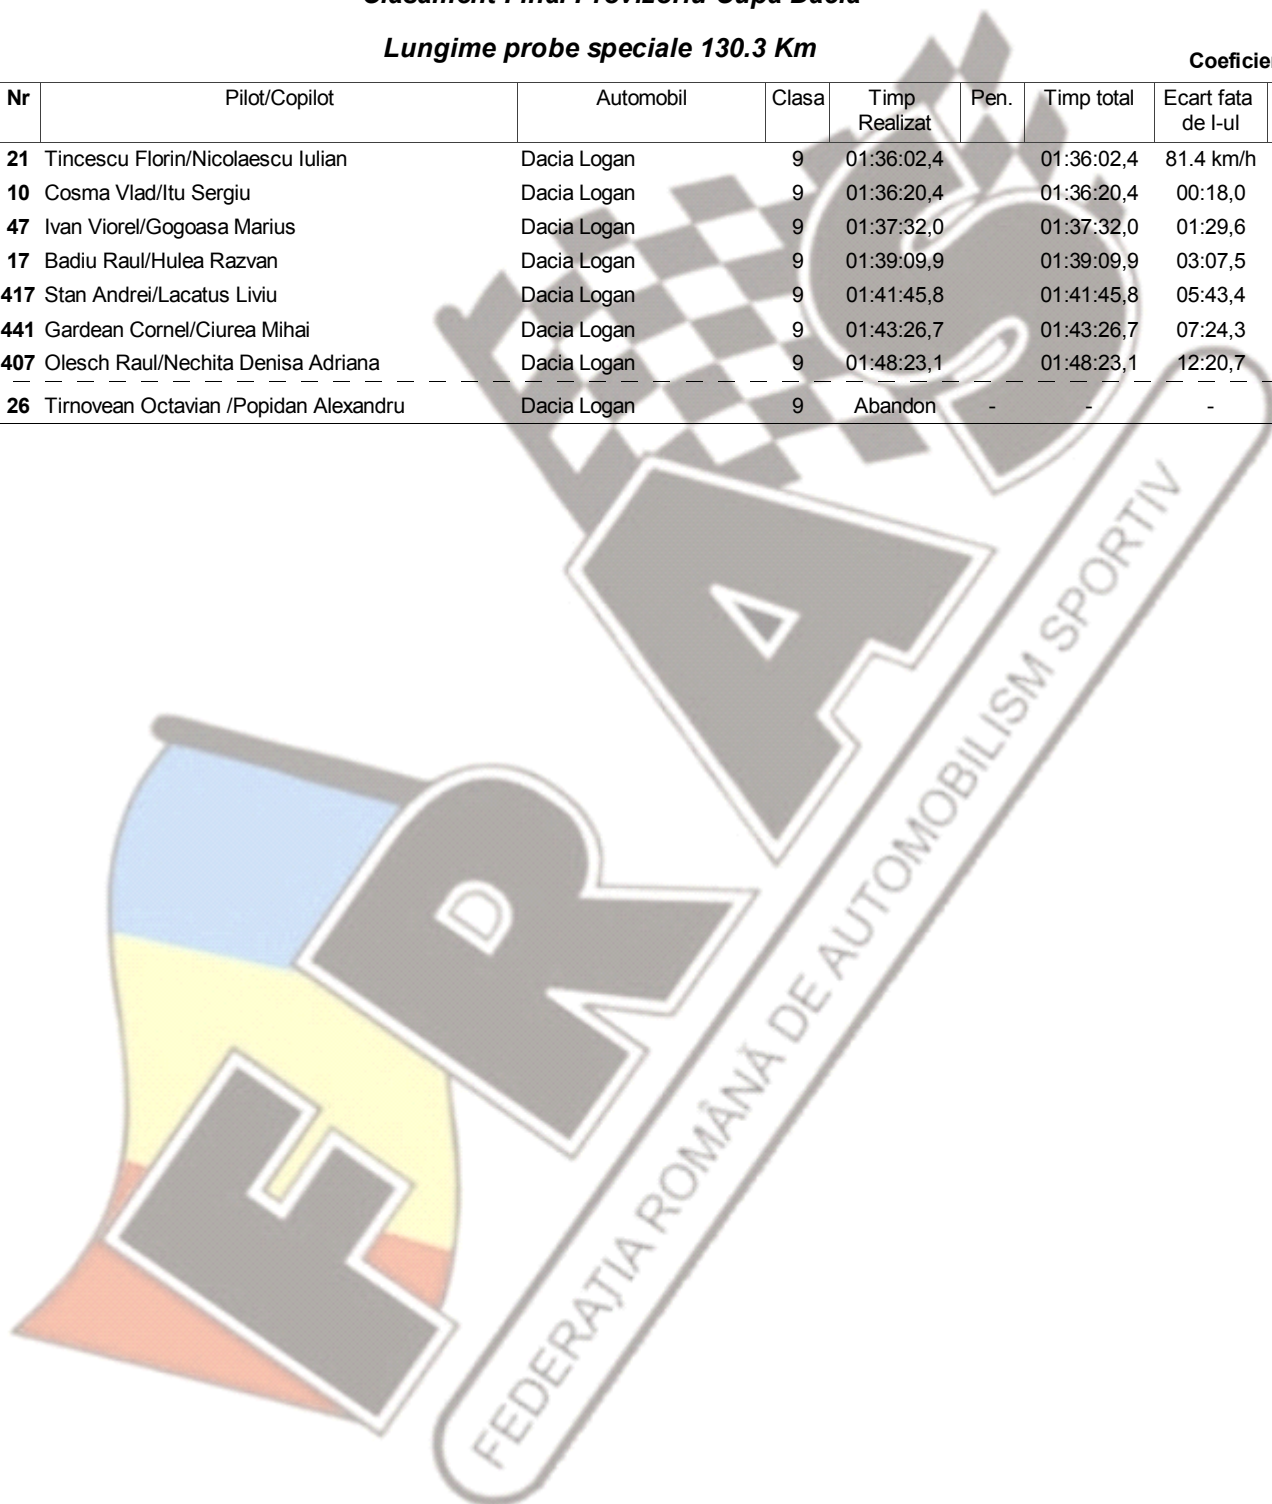 Clasament Final Provizoriu Cupa Dacia
Lungime probe speciale 130.3 Km
Coeficie
Nr Pilot/Copilot Automobil Clasa Timp Realizat Pen. Timp total Ecart fata de I-ul
21 Tincescu Florin/Nicolaescu Iulian Dacia Logan 9 01:36:02,4 01:36:02,4 81.4 km/h
10 Cosma Vlad/Itu Sergiu Dacia Logan 9 01:36:20,4 01:36:20,4 00:18,0
47 Ivan Viorel/Gogoasa Marius Dacia Logan 9 01:37:32,0 01:37:32,0 01:29,6
17 Badiu Raul/Hulea Razvan Dacia Logan 9 01:39:09,9 01:39:09,9 03:07,5
417 Stan Andrei/Lacatus Liviu Dacia Logan 9 01:41:45,8 01:41:45,8 05:43,4
441 Gardean Cornel/Ciurea Mihai Dacia Logan 9 01:43:26,7 01:43:26,7 07:24,3
407 Olesch Raul/Nechita Denisa Adriana Dacia Logan 9 01:48:23,1 01:48:23,1 12:20,7
26 Tirnovean Octavian /Popidan Alexandru Dacia Logan 9 Abandon - - -
FRAS
FEDERAȚIA ROMÂNĂ DE AUTOMOBILISM SPORTIV